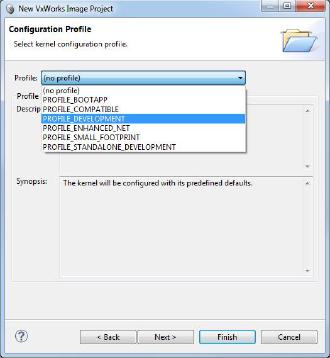 New VxWorks Image Project
Configuration Profile
Select kernel configuration profile.
Profile: (no profile)
(no profile)
Profile PROFILE_BOOTAPP
Descrip PROFILE_COMPATIBLE
PROFILE_DEVELOPMENT
PROFILE_ENHANCED_NET
PROFILE_SMALL_FOOTPRINT
PROFILE_STANDALONE_DEVELOPMENT
Synopsis: The kernel will be configured with its predefined defaults.
? < Back Next > Finish Cancel